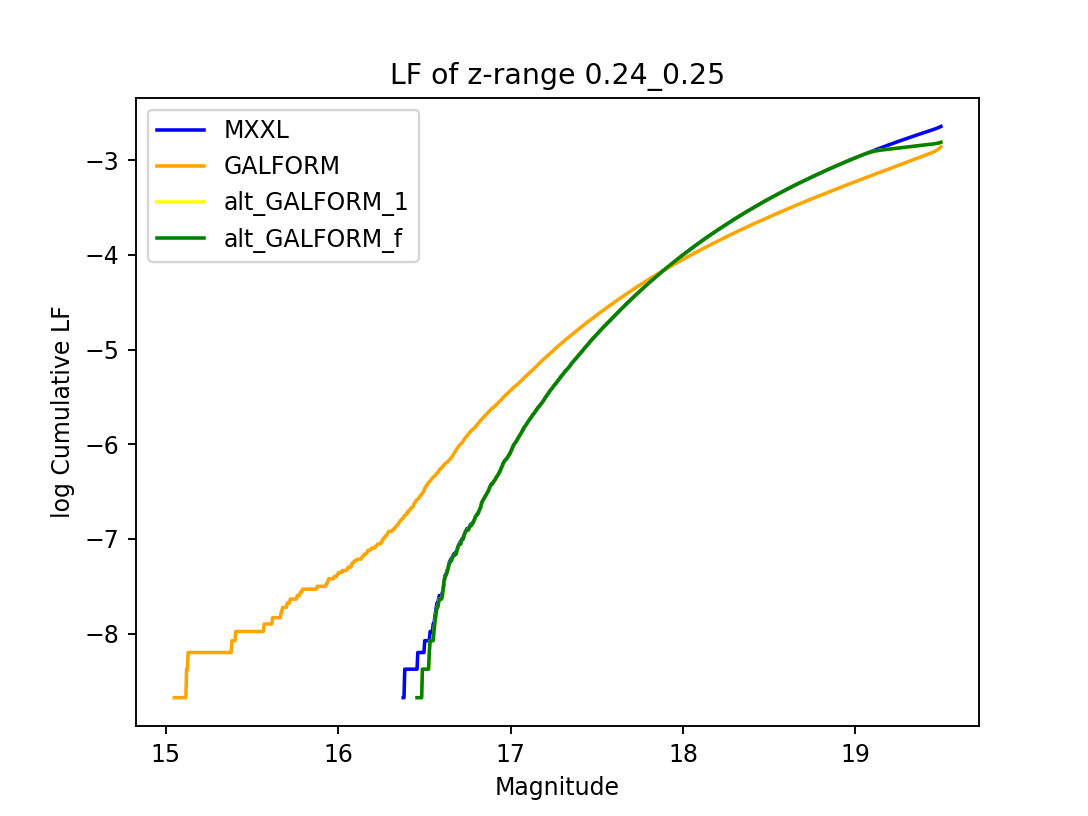 LF of z-range 0.24_0.25
MXXL
GALFORM
alt_GALFORM_1
alt_GALFORM_f
log Cumulative LF
−3
−4
−5
−6
−7
−8
15 16 17 18 19
Magnitude